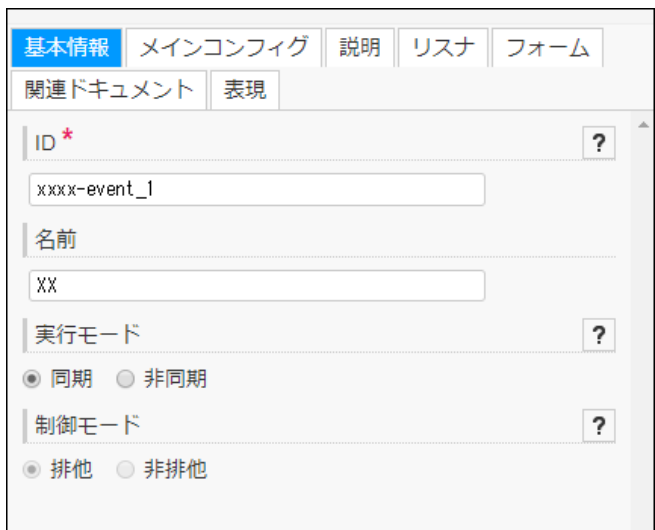 基本情報 メインコンフィグ 説明 リスナ フォーム
関連ドキュメント 表現
ID * ?
xxxx-event_1
名前
XX
実行モード ?
同期 非同期
制御モード ?
排他 非排他